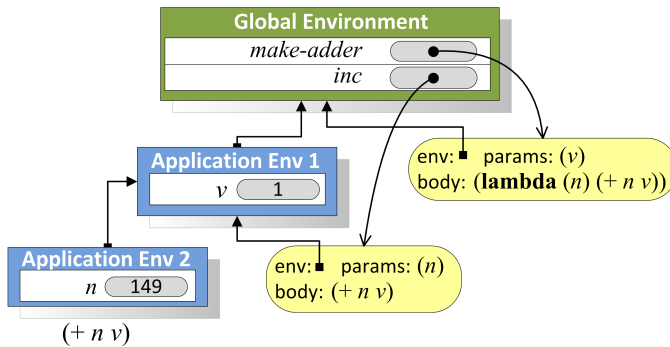 Global Environment
make-adder
inc
env: params: (v)
body: (lambda (n) (+ n v))
Application Env 1
v 1
env: params: (n)
body: (+ n v)
Application Env 2
n 149
(+ n v)